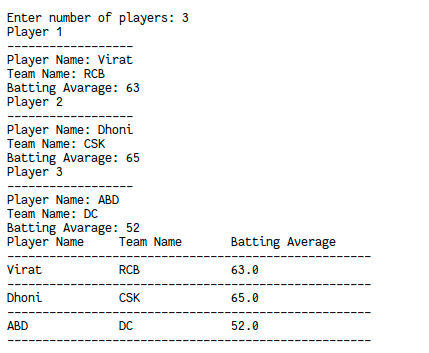 Enter number of players: 3
Player 1
------------------
Player Name: Virat
Team Name: RCB
Batting Avarage: 63
Player 2
------------------
Player Name: Dhoni
Team Name: CSK
Batting Avarage: 65
Player 3
------------------
Player Name: ABD
Team Name: DC
Batting Avarage: 52
Player Name     Team Name       Batting Average
----------------------------------------------------
Virat           RCB             63.0
----------------------------------------------------
Dhoni           CSK             65.0
----------------------------------------------------
ABD             DC              52.0
----------------------------------------------------